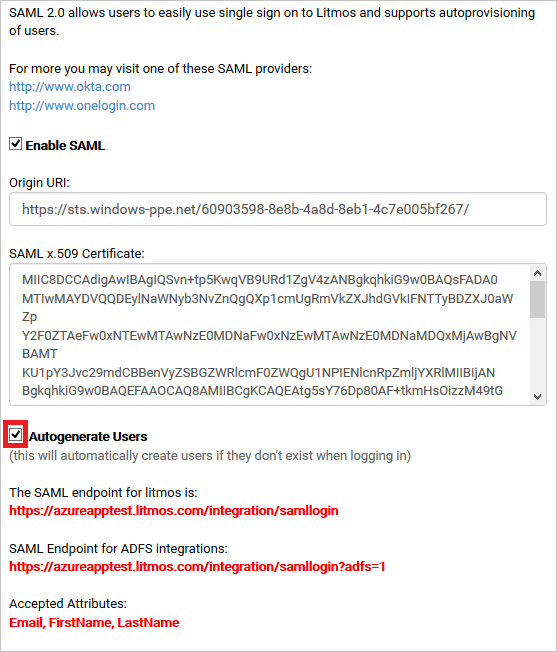 SAML 2.0 allows users to easily use single sign on to Litmos and supports autoprovisioning
of users.
For more you may visit one of these SAML providers:
http://www.okta.com
http://www.onelogin.com
Enable SAML
Origin URI:
https://sts.windows-ppe.net/60903598-8e8b-4a8d-8eb1-4c7e005bf267/
SAML x.509 Certificate:
MIIC8DCCAdigAwIBAgIQSvn+tp5KwqVB9URd1ZgV4zANBgkqhkiG9w0BAQsFADA0
MTIwMAYDVQQDEylNaWNyb3NvZnQgQXp1cmUgRmVkZXJhdGVkIFNTTyBDZXJ0aW
Zp
Y2F0ZTAeFw0xNTEwMTAwNzE0MDNaFw0xNzEwMTAwNzE0MDNaMDQxMjAwBgNV
BAMT
KU1pY3Jvc29mdCBBenVyZSBGZWRlcmF0ZWQgU1NPIENlcnRpZmljYXRlMIIBIjAN
BgkqhkiG9w0BAQEFAAOCAQ8AMIIBCgKCAQEAtg5sY76Dp80AF+tkmHsOizzM49tG
Autogenerate Users
(this will automatically create users if they don't exist when logging in)
The SAML endpoint for litmos is:
https://azureapptest.litmos.com/integration/samllogin
SAML Endpoint for ADFS integrations:
https://azureapptest.litmos.com/integration/samllogin?adfs=1
Accepted Attributes:
Email, FirstName, LastName